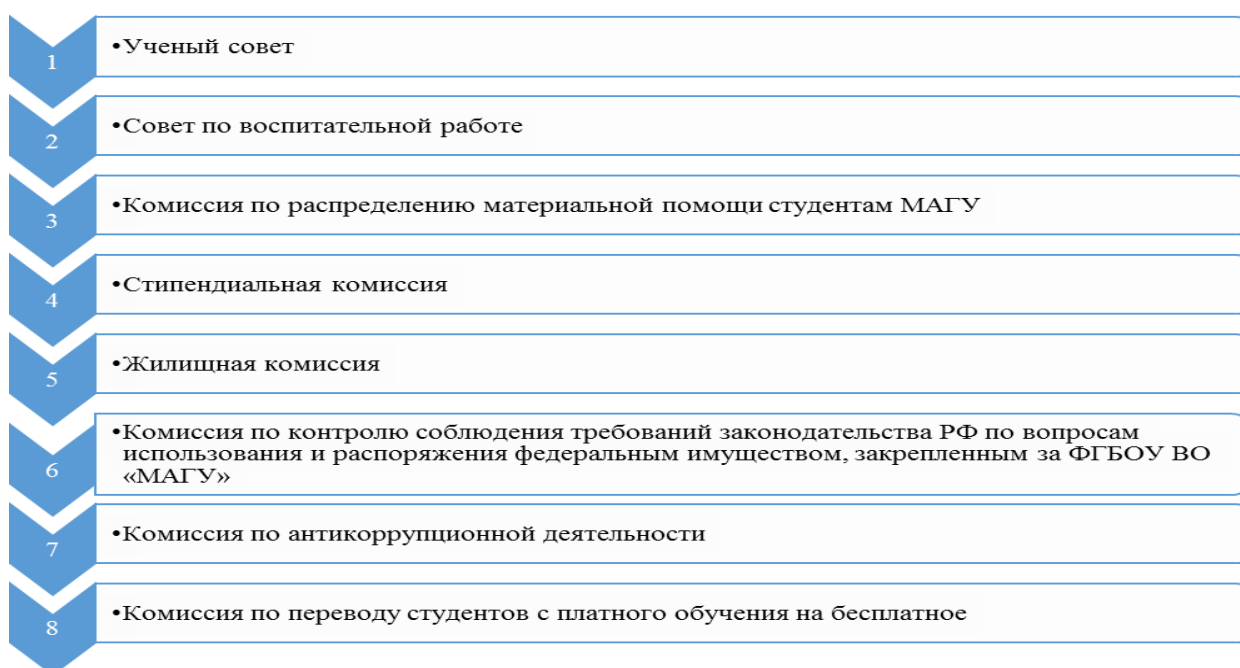 1
•Ученый совет
2
•Совет по воспитательной работе
3
•Комиссия по распределению материальной помощи студентам МАГУ
4
•Стипендиальная комиссия
5
•Жилищная комиссия
6
•Комиссия по контролю соблюдения требований законодательства РФ по вопросам
использования и распоряжения федеральным имуществом, закрепленным за ФГБОУ ВО
«МАГУ»
7
•Комиссия по антикоррупционной деятельности
8
•Комиссия по переводу студентов с платного обучения на бесплатное